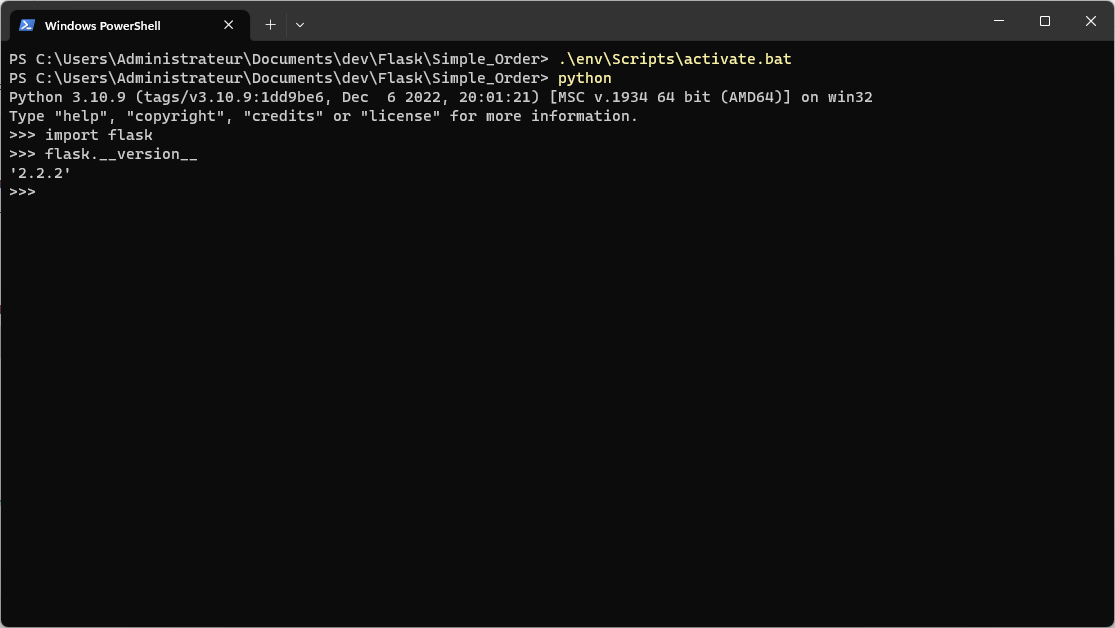 Windows PowerShell
PS C:\Users\Administrateur\Documents\dev\Flask\Simple_Order> .\env\Scripts\activate.bat
PS C:\Users\Administrateur\Documents\dev\Flask\Simple_Order> python
Python 3.10.9 (tags/v3.10.9:1dd9be6, Dec  6 2022, 20:01:21) [MSC v.1934 64 bit (AMD64)] on win32
Type "help", "copyright", "credits" or "license" for more information.
>>> import flask
>>> flask.__version__
'2.2.2'
>>>